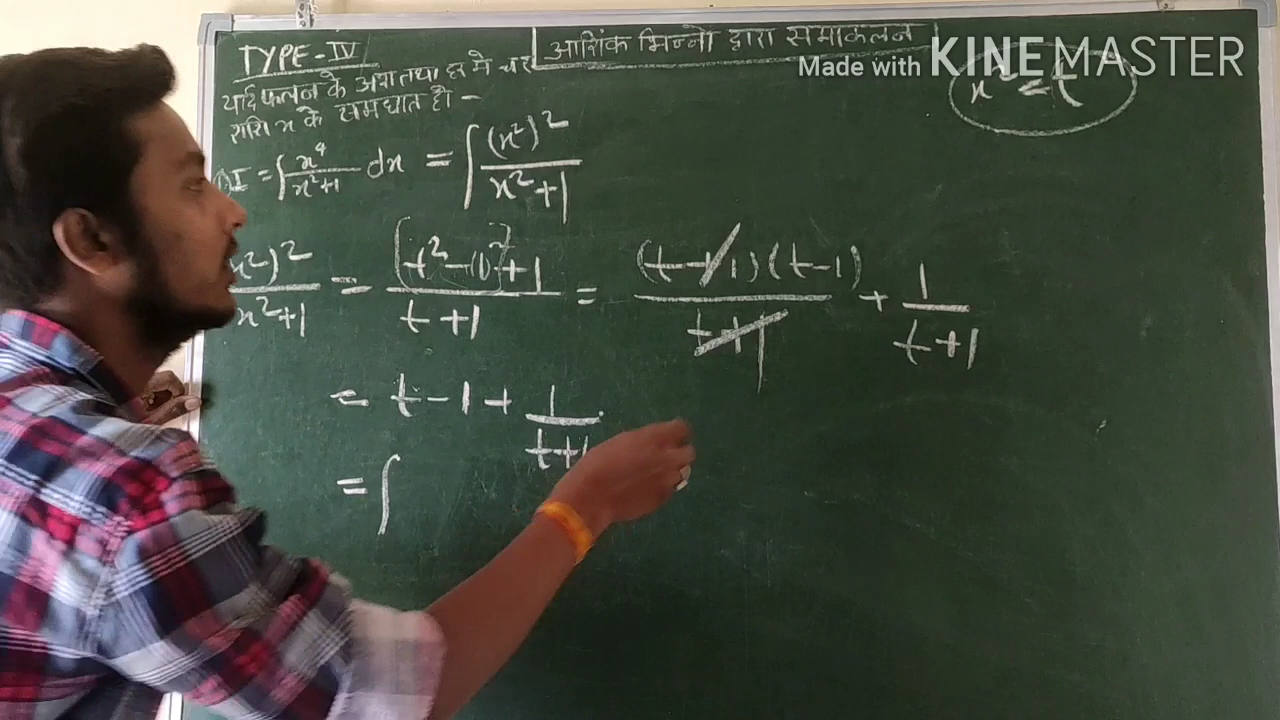 आशिंक भिन्नो द्वारा समाकलन
Made with KINEMASTER
TYPE-IV
x² = t
यदि फलन के अंश तथा हर मे चर
राशि x के समघात हो -
I = ∫ x⁴/x²+1 dx = ∫ (x²)²/x²+1
x²)²/x²+1 = [t² - (1)²]+1/t+1 = (t+1)(t-1)/t+1 + 1/t+1
= t - 1 + 1/t+1
= ∫